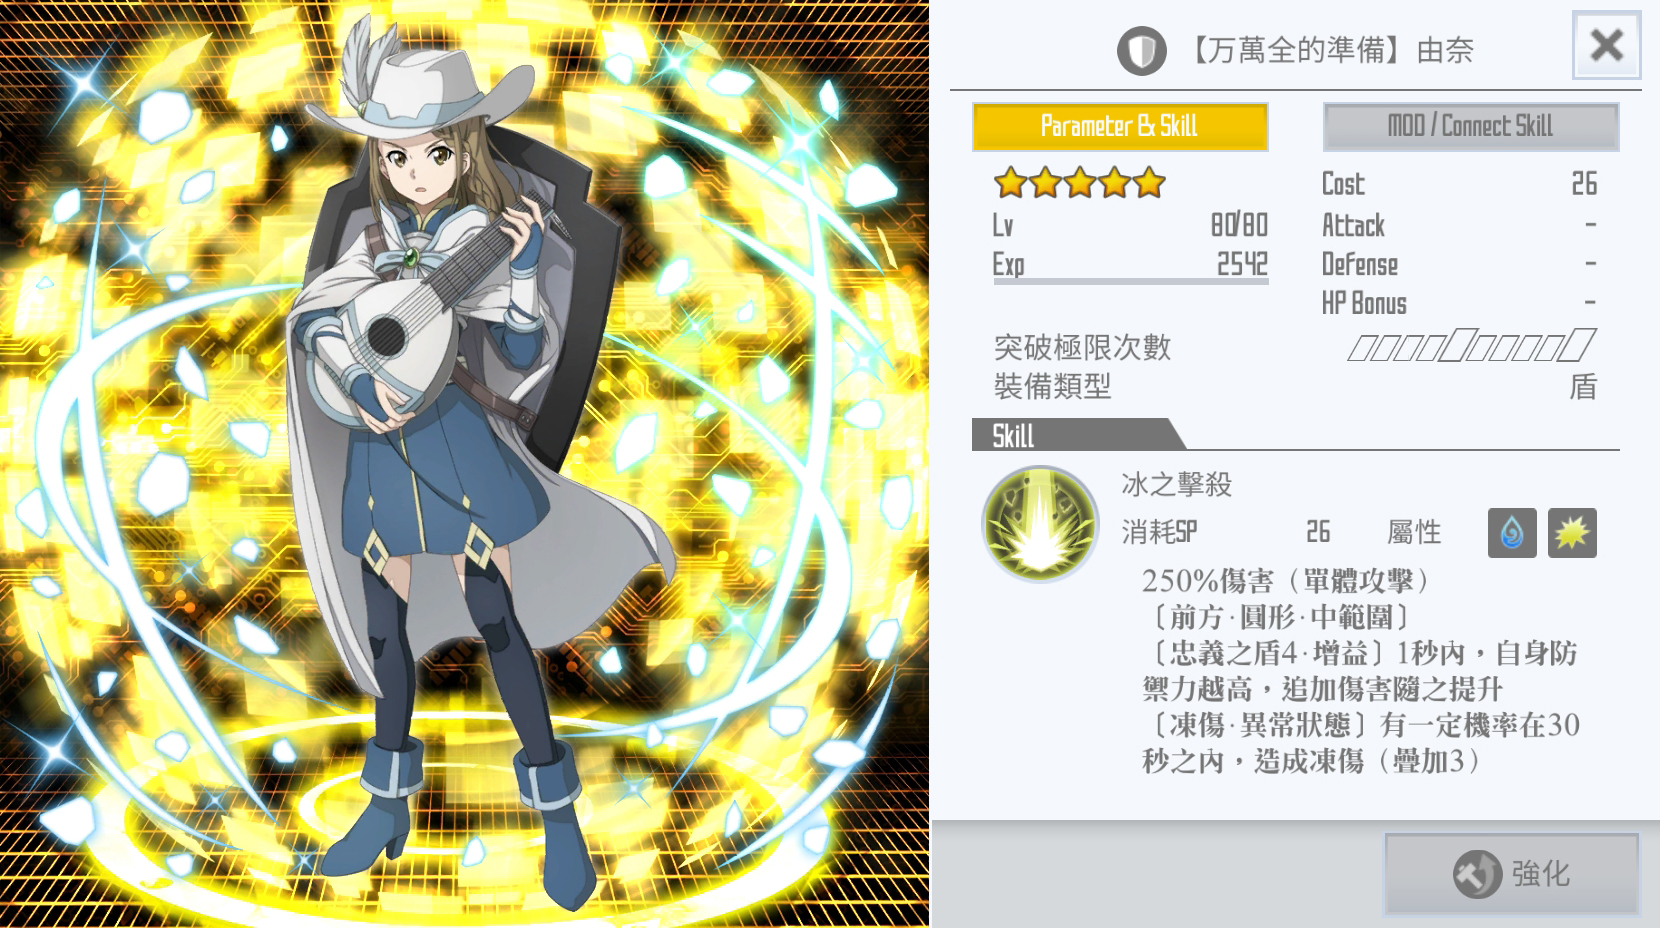 【万萬全的準備】由奈
Parameter & Skill
MOD / Connect Skill
Lv 80/80
Exp 2542
Cost 26
Attack -
Defense -
HP Bonus -
突破極限次數
裝備類型 盾
Skill
冰之擊殺
消耗SP 26 屬性
250%傷害（單體攻擊）
〔前方·圓形·中範圍〕
〔忠義之盾4·增益〕1秒內，自身防
禦力越高，追加傷害隨之提升
〔凍傷·異常狀態〕有一定機率在30
秒之內，造成凍傷（疊加3）
強化